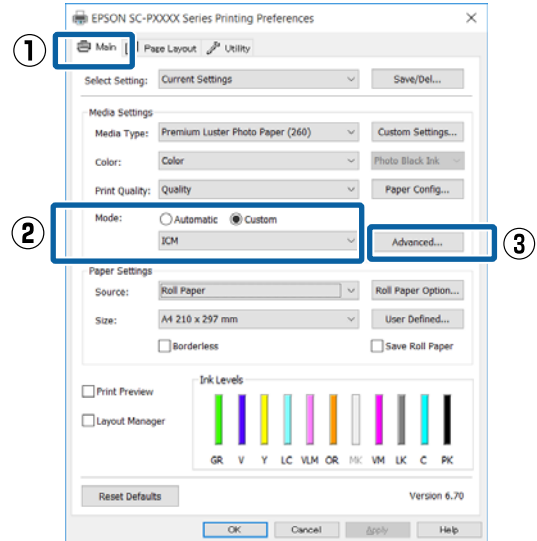 EPSON SC-PXXXX Series Printing Preferences
1 Main Page Layout Utility
Select Setting: Current Settings Save/Del...
Media Settings
Media Type: Premium Luster Photo Paper (260) Custom Settings...
Color: Color Photo Black Ink
Print Quality: Quality Paper Config...
2 Mode: Automatic Custom
ICM Advanced... 3
Paper Settings
Source: Roll Paper Roll Paper Option...
Size: A4 210 x 297 mm User Defined...
Borderless Save Roll Paper
Ink Levels
Print Preview
Layout Manager
GR V Y LC VLM OR MK VM LK C PK
Reset Defaults Version 6.70
OK Cancel Apply Help